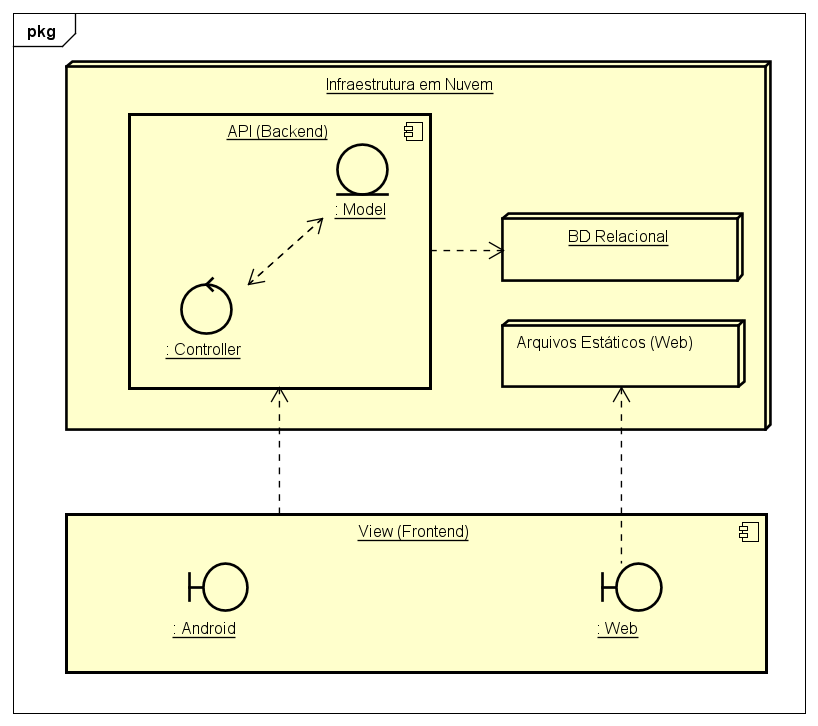 pkg
Infraestrutura em Nuvem
API (Backend)
: Model
BD Relacional
: Controller
Arquivos Estáticos (Web)
View (Frontend)
: Android
: Web